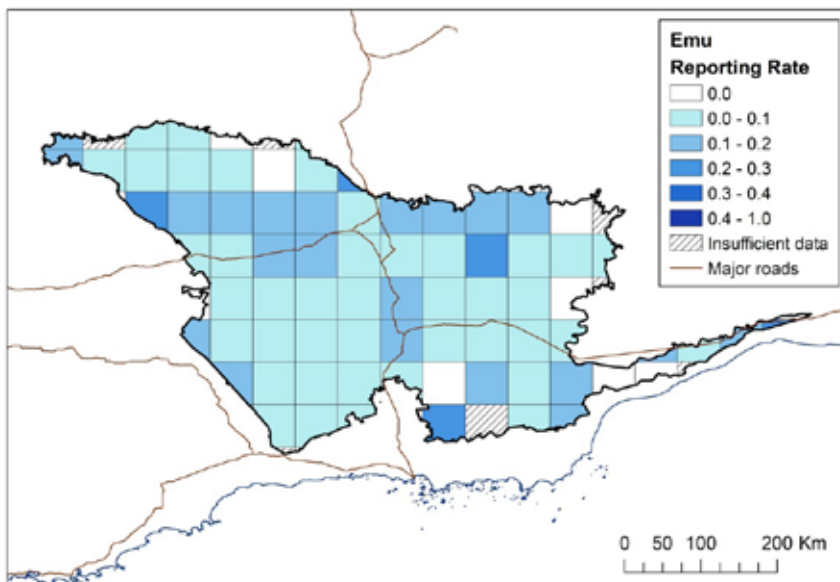 Emu
Reporting Rate
0.0
0.0 - 0.1
0.1 - 0.2
0.2 - 0.3
0.3 - 0.4
0.4 - 1.0
Insufficient data
Major roads
0 50 100 200 Km